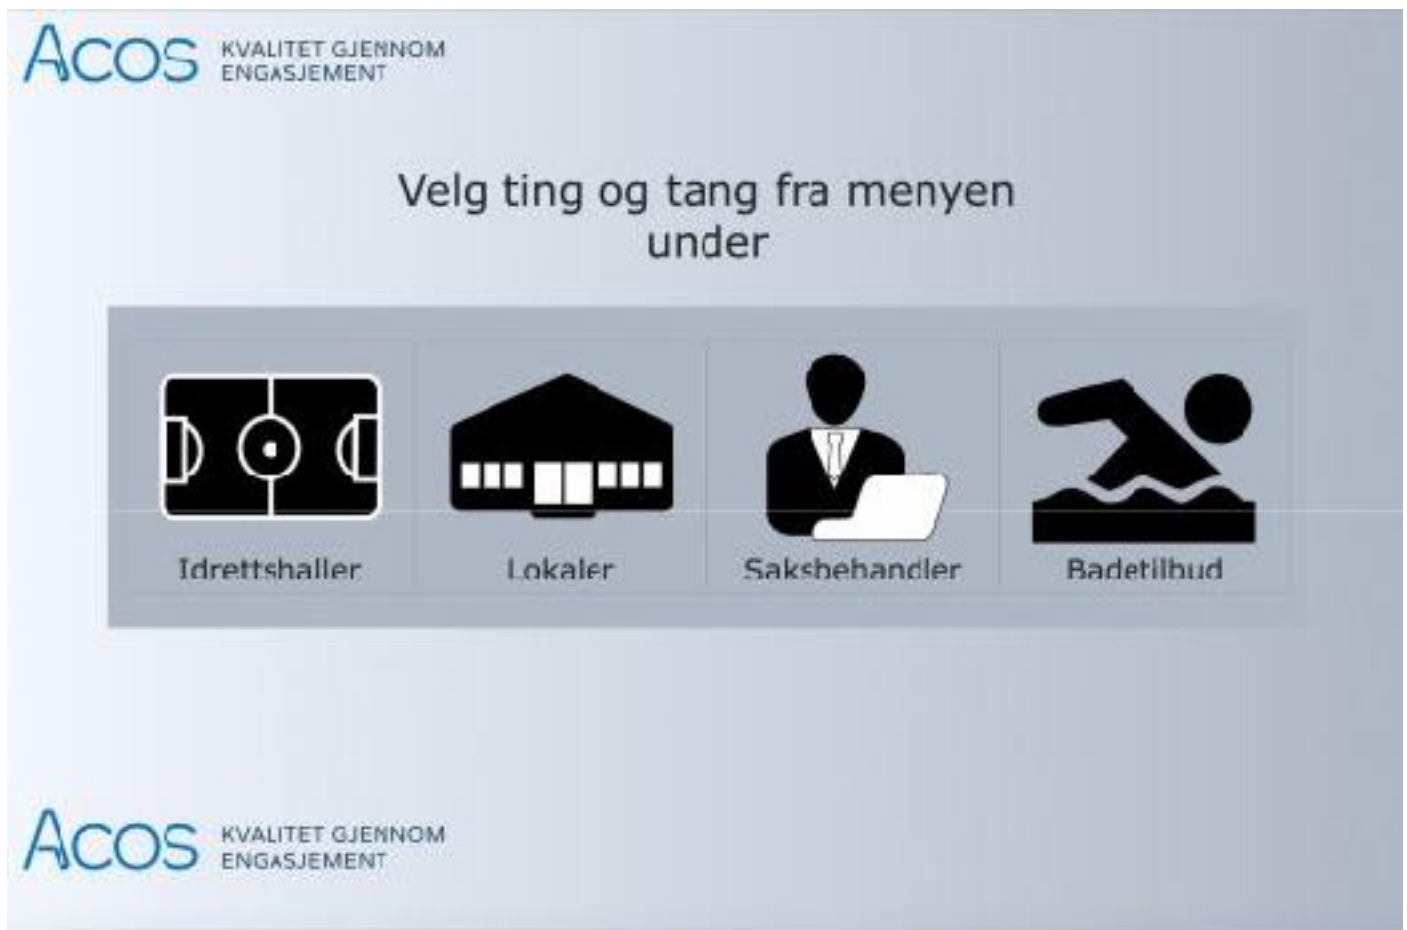 Acos KVALITET GJENNOM
ENGASJEMENT
Velg ting og tang fra menyen
under
Idrettshaller
Lokaler
Saksbehandler
Badetilbud
Acos KVALITET GJENNOM
ENGASJEMENT